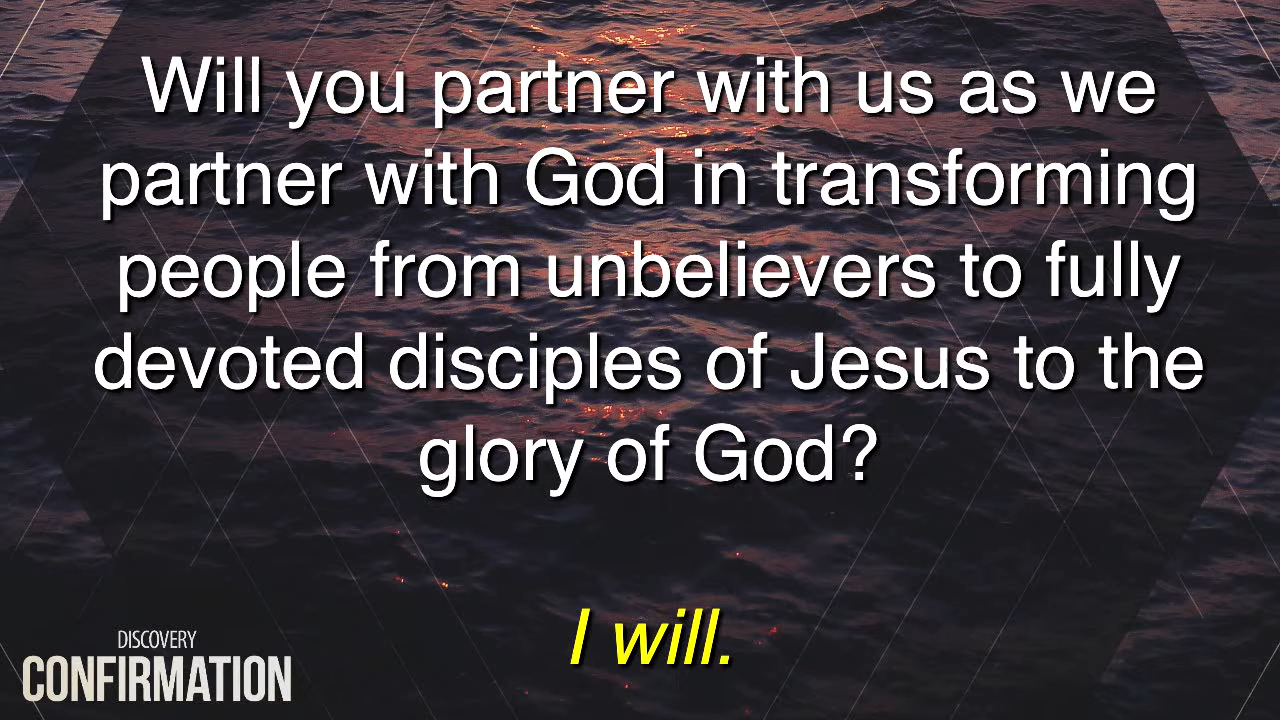 Will you partner with us as we
partner with God in transforming
people from unbelievers to fully
devoted disciples of Jesus to the
glory of God?
I will.
DISCOVERY
CONFIRMATION